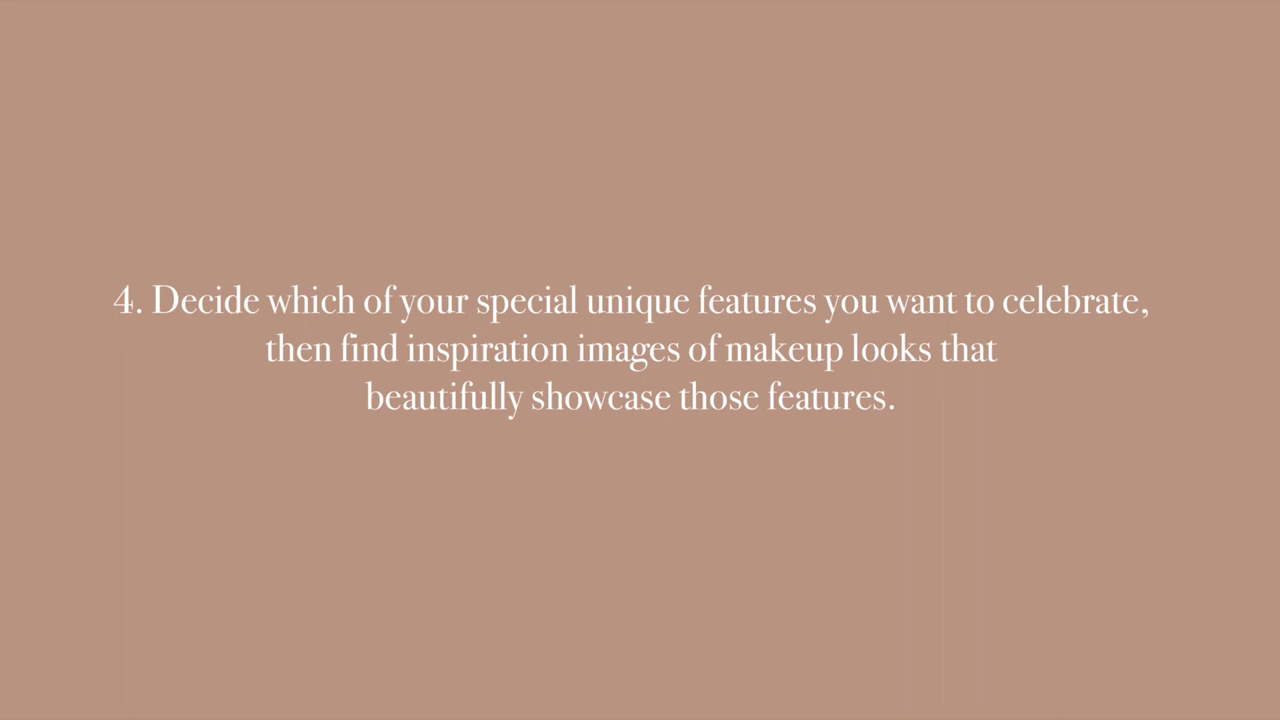 4. Decide which of your special unique features you want to celebrate,
then find inspiration images of makeup looks that
beautifully showcase those features.